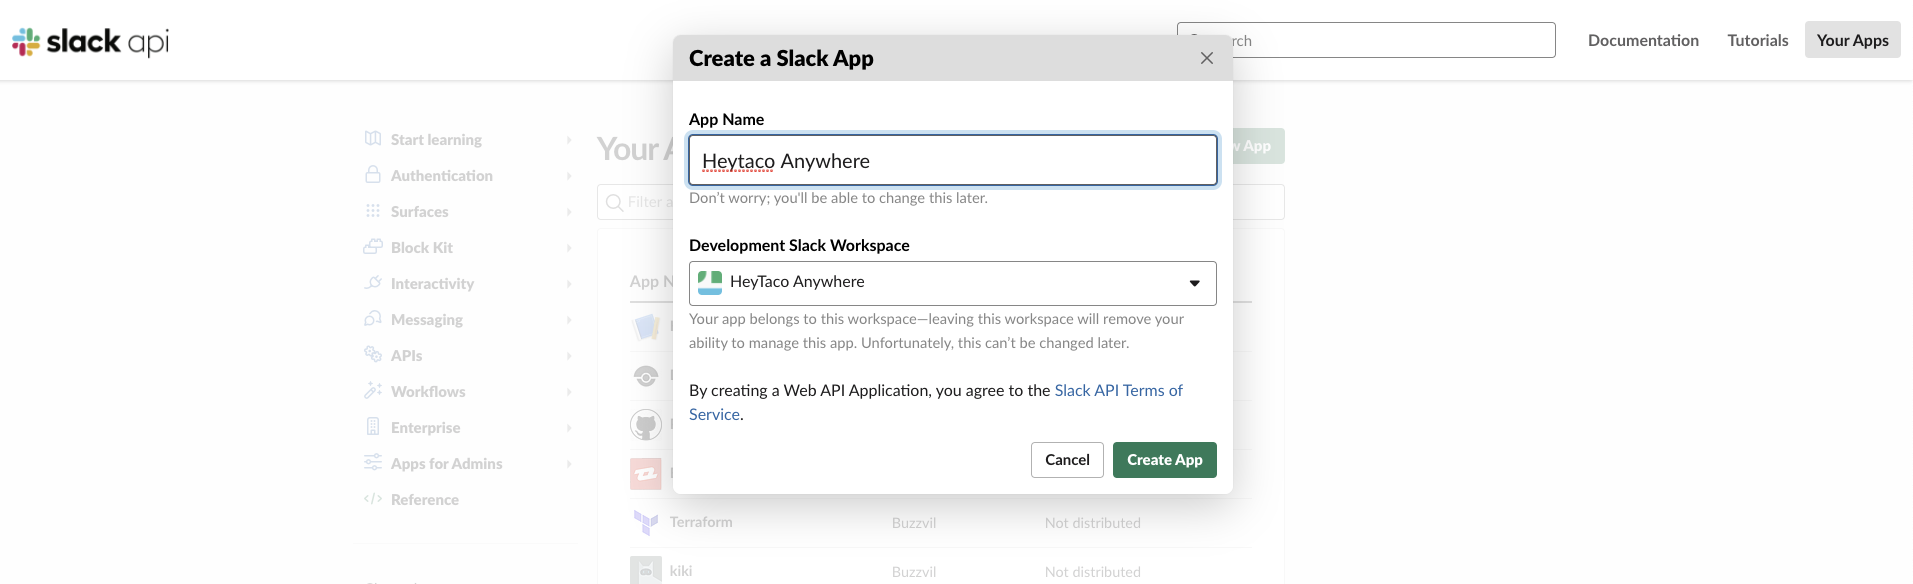 slack api
rch
Documentation
Tutorials
Your Apps
Create a Slack App
App Name
Heytaco Anywhere
Don't worry; you'll be able to change this later.
Development Slack Workspace
HeyTaco Anywhere
Your app belongs to this workspace—leaving this workspace will remove your
ability to manage this app. Unfortunately, this can't be changed later.
By creating a Web API Application, you agree to the Slack API Terms of
Service.
Cancel
Create App
Start learning
Authentication
Surfaces
Block Kit
Interactivity
Messaging
APIs
Workflows
Enterprise
Apps for Admins
Reference
Your A
w App
Filter a
App N
Terraform Buzzvil Not distributed
kiki Buzzvil Not distributed